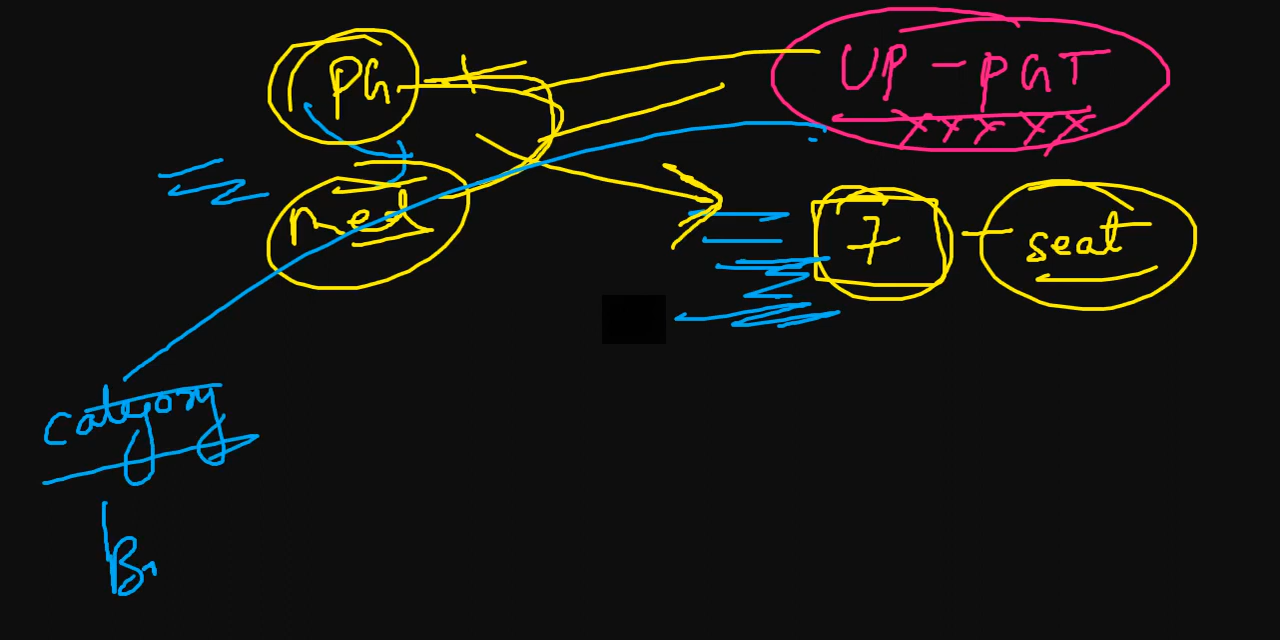 PG
UP - PGT
Med
7 - seat
category